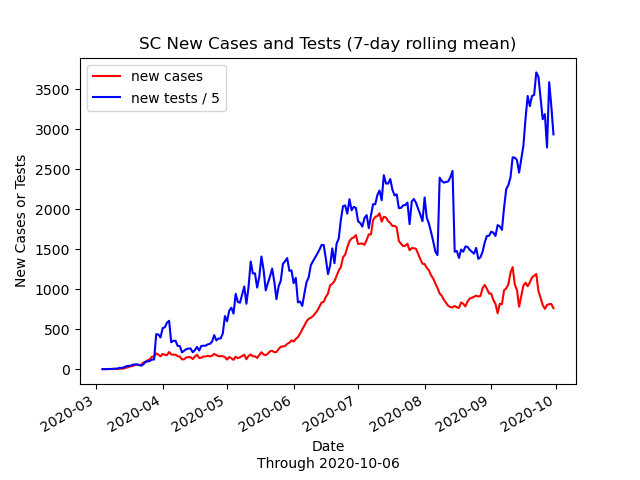 SC New Cases and Tests (7-day rolling mean)
new cases
new tests / 5
3500
3000
2500
2000
1500
1000
500
0
New Cases or Tests
2020-03
2020-04
2020-05
2020-06
2020-07
2020-08
2020-09
2020-10
Date
Through 2020-10-06